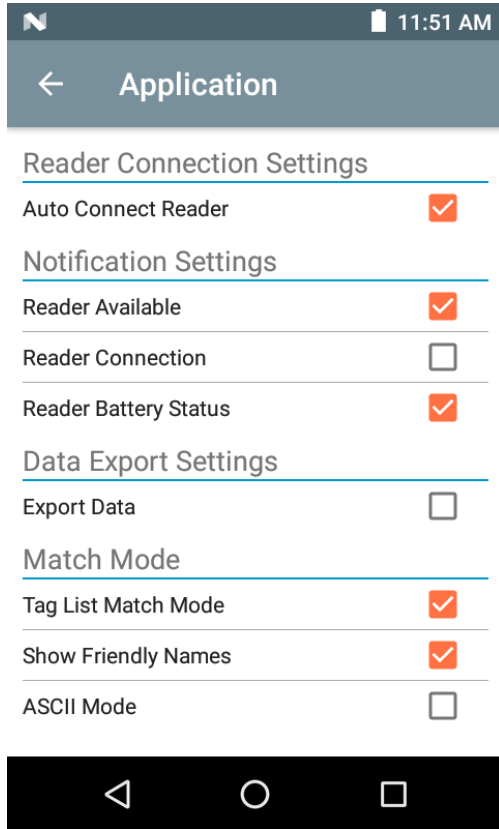 11:51 AM
Application
Reader Connection Settings
Auto Connect Reader
Notification Settings
Reader Available
Reader Connection
Reader Battery Status
Data Export Settings
Export Data
Match Mode
Tag List Match Mode
Show Friendly Names
ASCII Mode